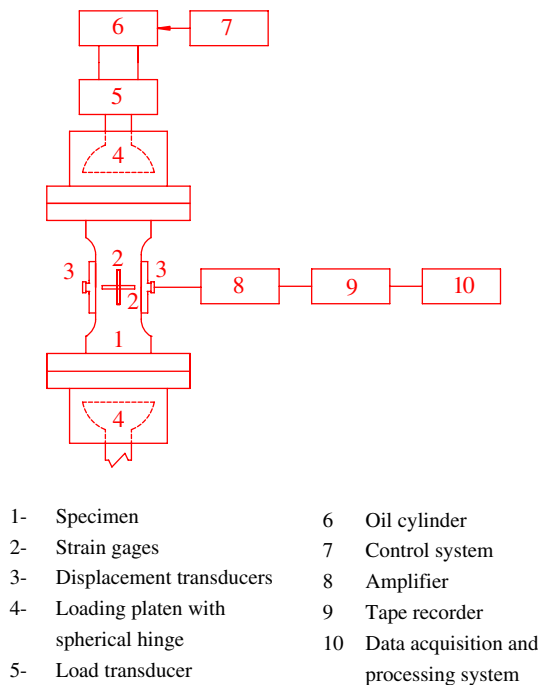 6
7
5
4
2
3
3
2
8
9
10
1
4
1- Specimen
2- Strain gages
3- Displacement transducers
4- Loading platen with
spherical hinge
5- Load transducer
6 Oil cylinder
7 Control system
8 Amplifier
9 Tape recorder
10 Data acquisition and
processing system